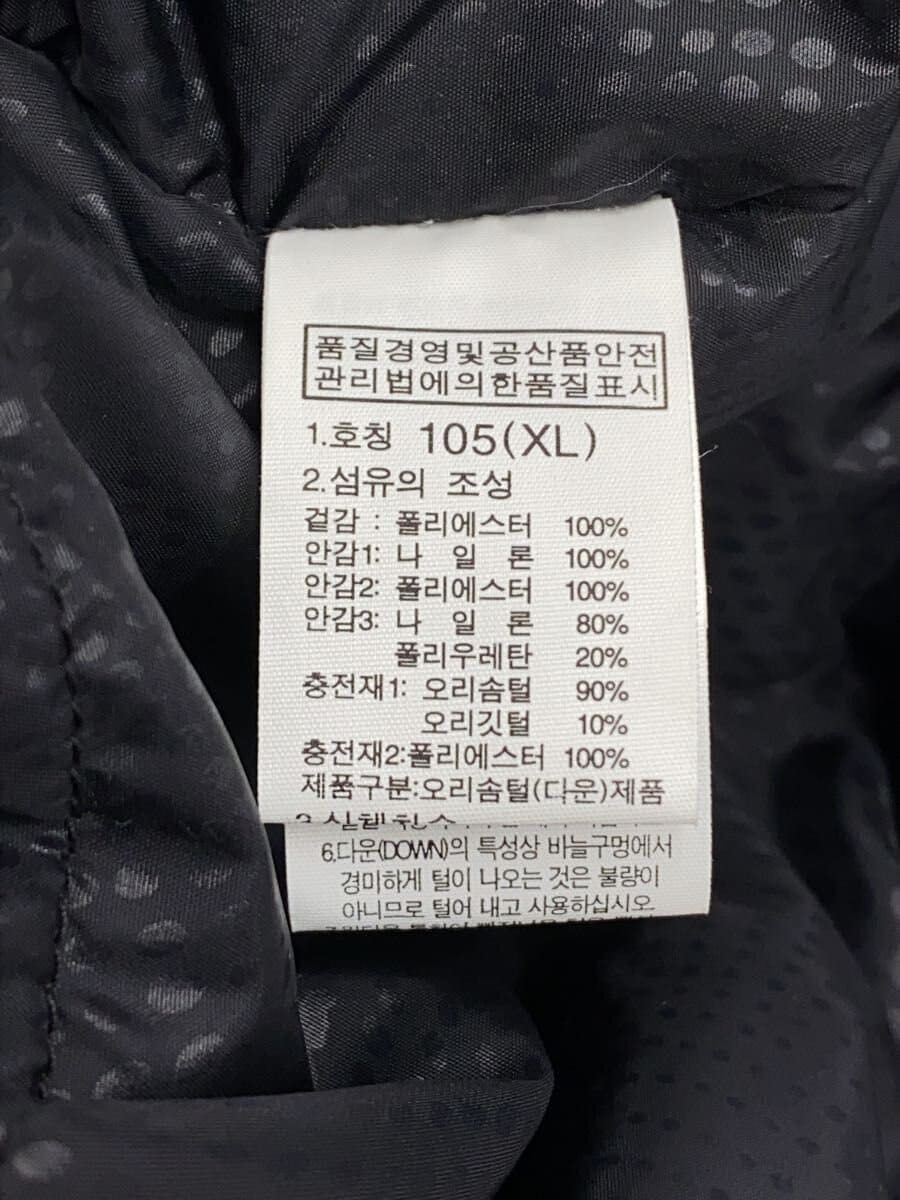 품질경영및공산품안전
관리법에의한품질표시
1.호칭 105(XL)
2.섬유의 조성
겉감 : 폴리에스터 100%
안감1: 나 일 론 100%
안감2: 폴리에스터 100%
안감3: 나 일 론 80%
폴리우레탄 20%
충전재1: 오리솜털 90%
오리깃털 10%
충전재2:폴리에스터 100%
제품구분:오리솜털(다운)제품
6.다운(DOWN)의 특성상 바늘구멍에서
경미하게 털이 나오는 것은 불량이
아니므로 털어 내고 사용하십시오